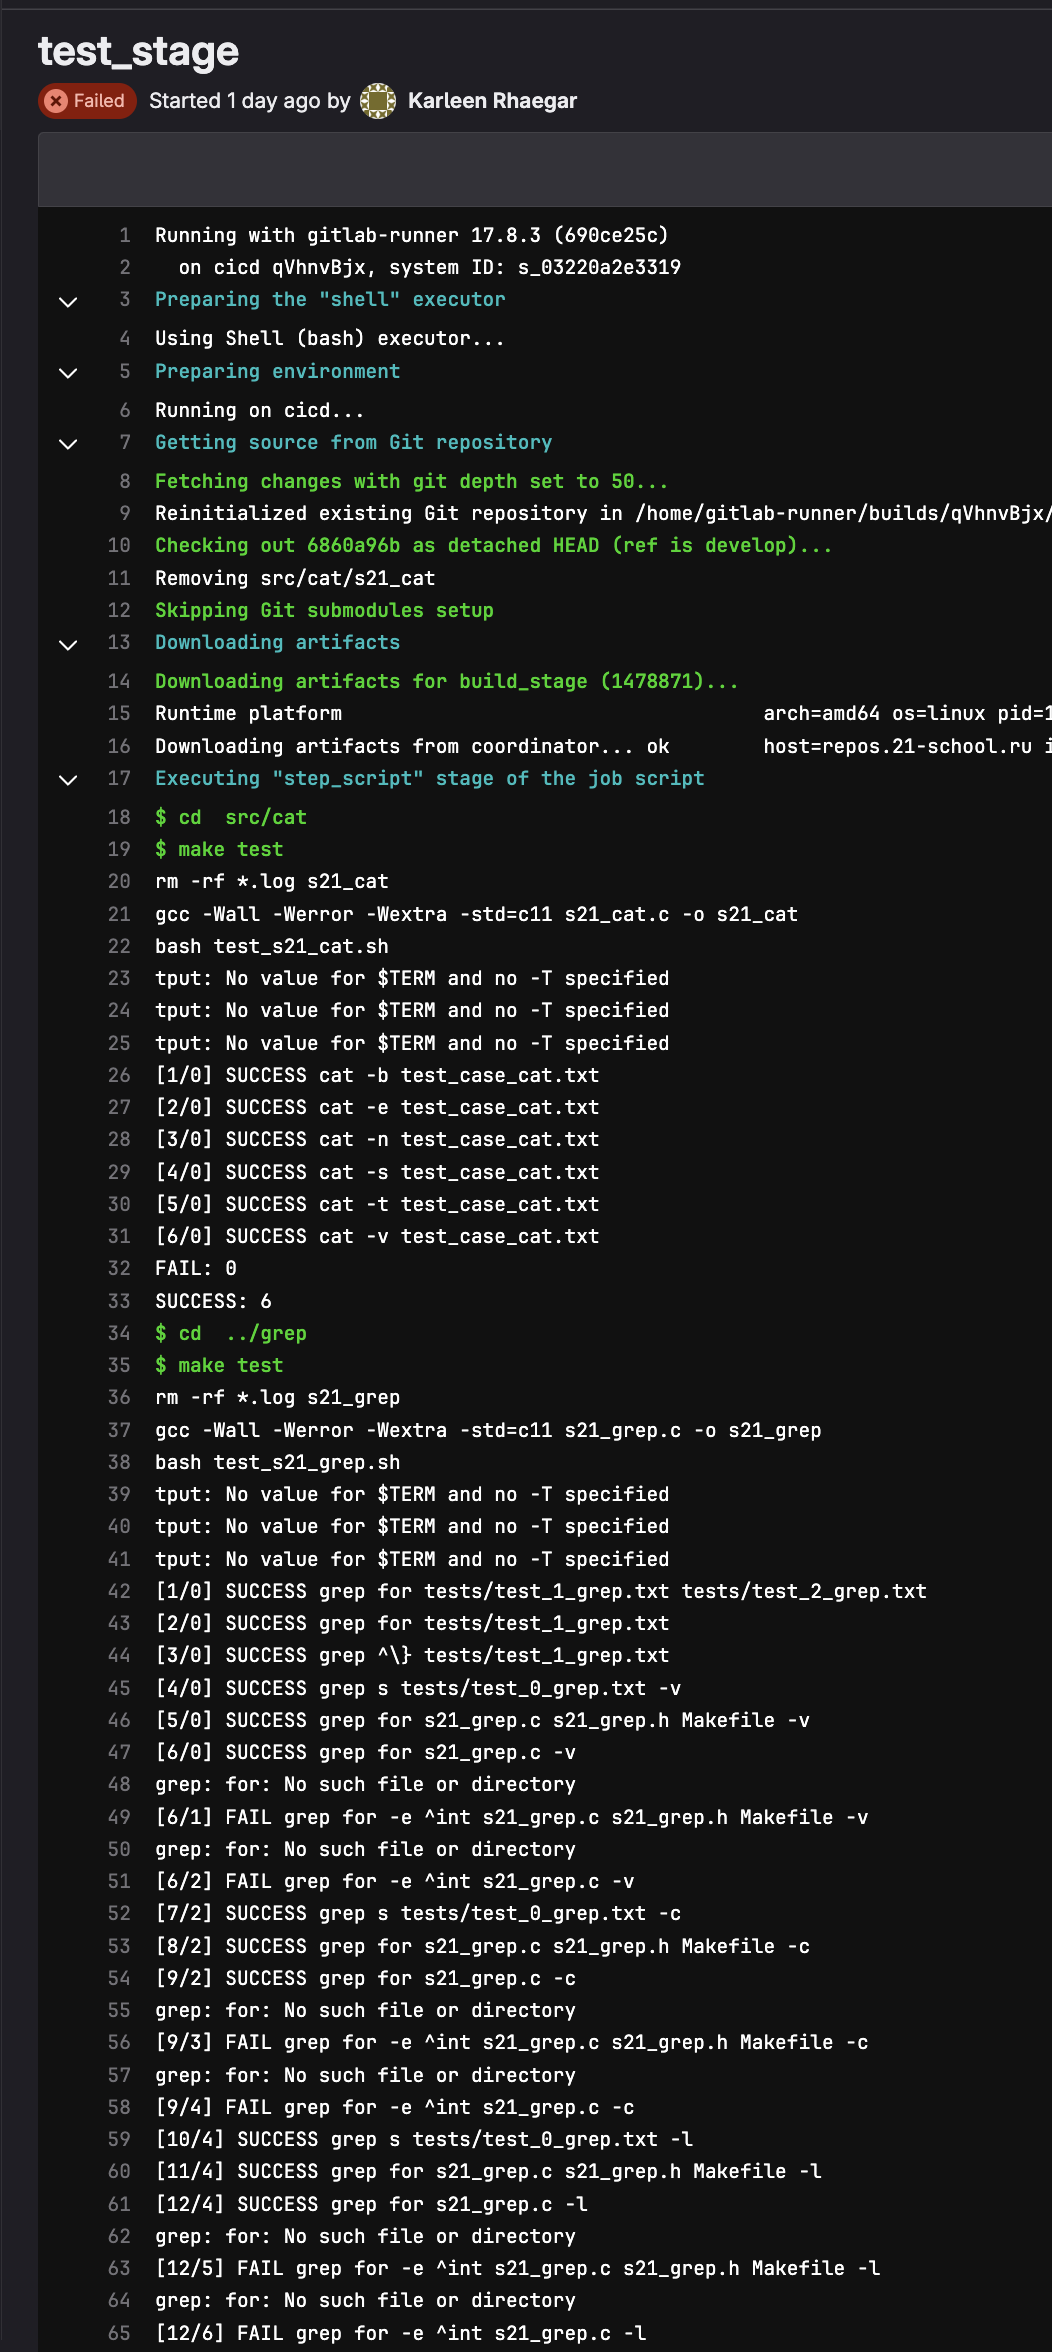 test_stage
Failed Started 1 day ago by Karleen Rhaegar
1 Running with gitlab-runner 17.8.3 (690ce25c)
2 on cicd qVhnvBjx, system ID: s_03220a2e3319
3 Preparing the "shell" executor
4 Using Shell (bash) executor...
5 Preparing environment
6 Running on cicd...
7 Getting source from Git repository
8 Fetching changes with git depth set to 50...
9 Reinitialized existing Git repository in /home/gitlab-runner/builds/qVhnvBjx/
10 Checking out 6860a96b as detached HEAD (ref is develop)...
11 Removing src/cat/s21_cat
12 Skipping Git submodules setup
13 Downloading artifacts
14 Downloading artifacts for build_stage (1478871)...
15 Runtime platform arch=amd64 os=linux pid=1
16 Downloading artifacts from coordinator... ok host=repos.21-school.ru i
17 Executing "step_script" stage of the job script
18 $ cd  src/cat
19 $ make test
20 rm -rf *.log s21_cat
21 gcc -Wall -Werror -Wextra -std=c11 s21_cat.c -o s21_cat
22 bash test_s21_cat.sh
23 tput: No value for $TERM and no -T specified
24 tput: No value for $TERM and no -T specified
25 tput: No value for $TERM and no -T specified
26 [1/0] SUCCESS cat -b test_case_cat.txt
27 [2/0] SUCCESS cat -e test_case_cat.txt
28 [3/0] SUCCESS cat -n test_case_cat.txt
29 [4/0] SUCCESS cat -s test_case_cat.txt
30 [5/0] SUCCESS cat -t test_case_cat.txt
31 [6/0] SUCCESS cat -v test_case_cat.txt
32 FAIL: 0
33 SUCCESS: 6
34 $ cd  ../grep
35 $ make test
36 rm -rf *.log s21_grep
37 gcc -Wall -Werror -Wextra -std=c11 s21_grep.c -o s21_grep
38 bash test_s21_grep.sh
39 tput: No value for $TERM and no -T specified
40 tput: No value for $TERM and no -T specified
41 tput: No value for $TERM and no -T specified
42 [1/0] SUCCESS grep for tests/test_1_grep.txt tests/test_2_grep.txt
43 [2/0] SUCCESS grep for tests/test_1_grep.txt
44 [3/0] SUCCESS grep ^\} tests/test_1_grep.txt
45 [4/0] SUCCESS grep s tests/test_0_grep.txt -v
46 [5/0] SUCCESS grep for s21_grep.c s21_grep.h Makefile -v
47 [6/0] SUCCESS grep for s21_grep.c -v
48 grep: for: No such file or directory
49 [6/1] FAIL grep for -e ^int s21_grep.c s21_grep.h Makefile -v
50 grep: for: No such file or directory
51 [6/2] FAIL grep for -e ^int s21_grep.c -v
52 [7/2] SUCCESS grep s tests/test_0_grep.txt -c
53 [8/2] SUCCESS grep for s21_grep.c s21_grep.h Makefile -c
54 [9/2] SUCCESS grep for s21_grep.c -c
55 grep: for: No such file or directory
56 [9/3] FAIL grep for -e ^int s21_grep.c s21_grep.h Makefile -c
57 grep: for: No such file or directory
58 [9/4] FAIL grep for -e ^int s21_grep.c -c
59 [10/4] SUCCESS grep s tests/test_0_grep.txt -l
60 [11/4] SUCCESS grep for s21_grep.c s21_grep.h Makefile -l
61 [12/4] SUCCESS grep for s21_grep.c -l
62 grep: for: No such file or directory
63 [12/5] FAIL grep for -e ^int s21_grep.c s21_grep.h Makefile -l
64 grep: for: No such file or directory
65 [12/6] FAIL grep for -e ^int s21_grep.c -l